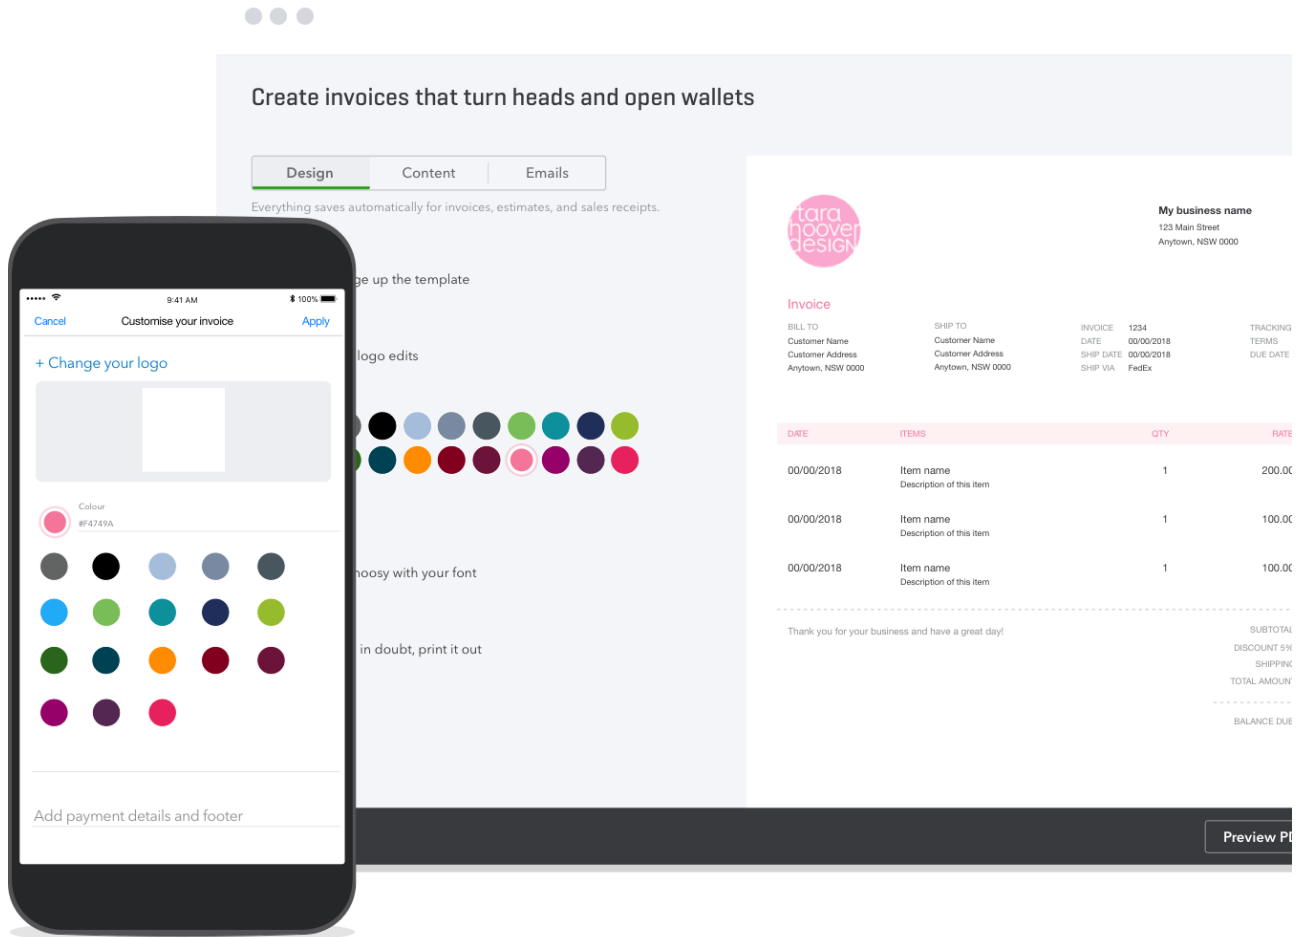 Create invoices that turn heads and open wallets
Design Content Emails
Everything saves automatically for invoices, estimates, and sales receipts.
up the template
logo edits
with your font
in doubt, print it out
9:41 AM 100%
Cancel Customise your invoice Apply
+ Change your logo
Colour
#F4749A
Add payment details and footer
tara
hoover
DESIGN
My business name
123 Main Street
Anytown, NSW 0000
Invoice
BILL TO
Customer Name
Customer Address
Anytown, NSW 0000
SHIP TO
Customer Name
Customer Address
Anytown, NSW 0000
INVOICE 1234
DATE 00/00/2018
SHIP DATE 00/00/2018
SHIP VIA FedEx
TRACKING
TERMS
DUE DATE
DATE ITEMS QTY RATE
00/00/2018 Item name 1 200.00
Description of this item
00/00/2018 Item name 1 100.00
Description of this item
00/00/2018 Item name 1 100.00
Description of this item
Thank you for your business and have a great day!
SUBTOTAL
DISCOUNT 5%
SHIPPING
TOTAL AMOUNT
BALANCE DUE
Preview